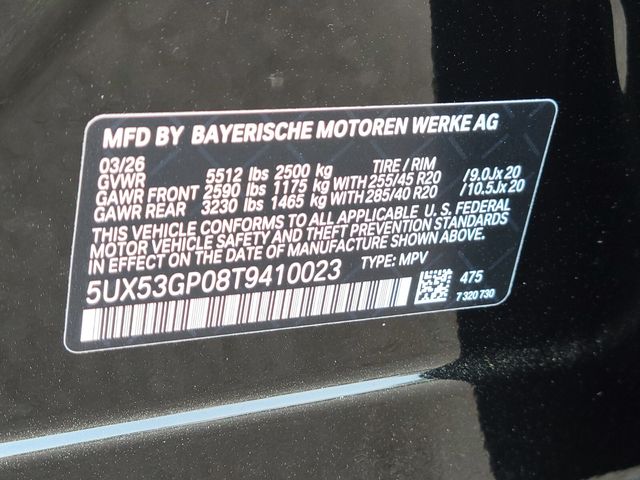 MFD BY BAYERISCHE MOTOREN WERKE AG
03/26
GVWR 5512 lbs 2500 kg TIRE / RIM
GAWR FRONT 2590 lbs 1175 kg WITH 255/45 R20 /9.0Jx20
GAWR REAR 3230 lbs 1465 kg WITH 285/40 R20 /10.5Jx20
THIS VEHICLE CONFORMS TO ALL APPLICABLE U. S. FEDERAL
MOTOR VEHICLE SAFETY AND THEFT PREVENTION STANDARDS
IN EFFECT ON THE DATE OF MANUFACTURE SHOWN ABOVE.
5UX53GP08T9410023 TYPE: MPV
475
7 320 730